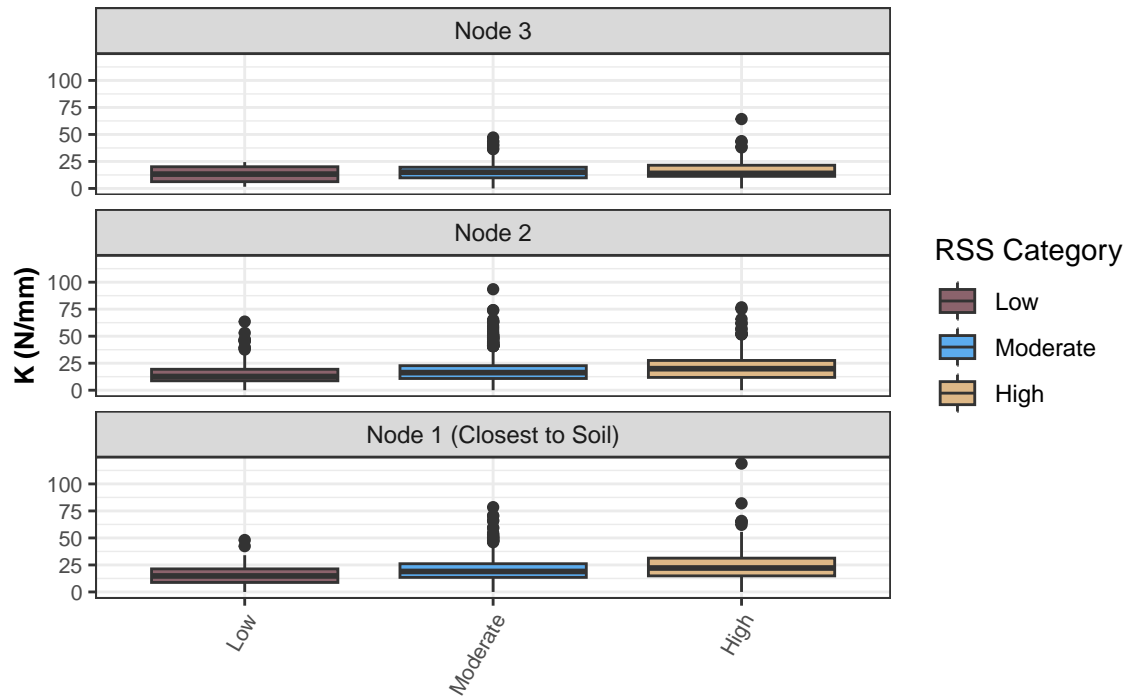 Node 3
100
75
50
25
0
Node 2
100
75
50
25
0
Node 1 (Closest to Soil)
100
75
50
25
0
K (N/mm)
Low
Moderate
High
RSS Category
Low
Moderate
High